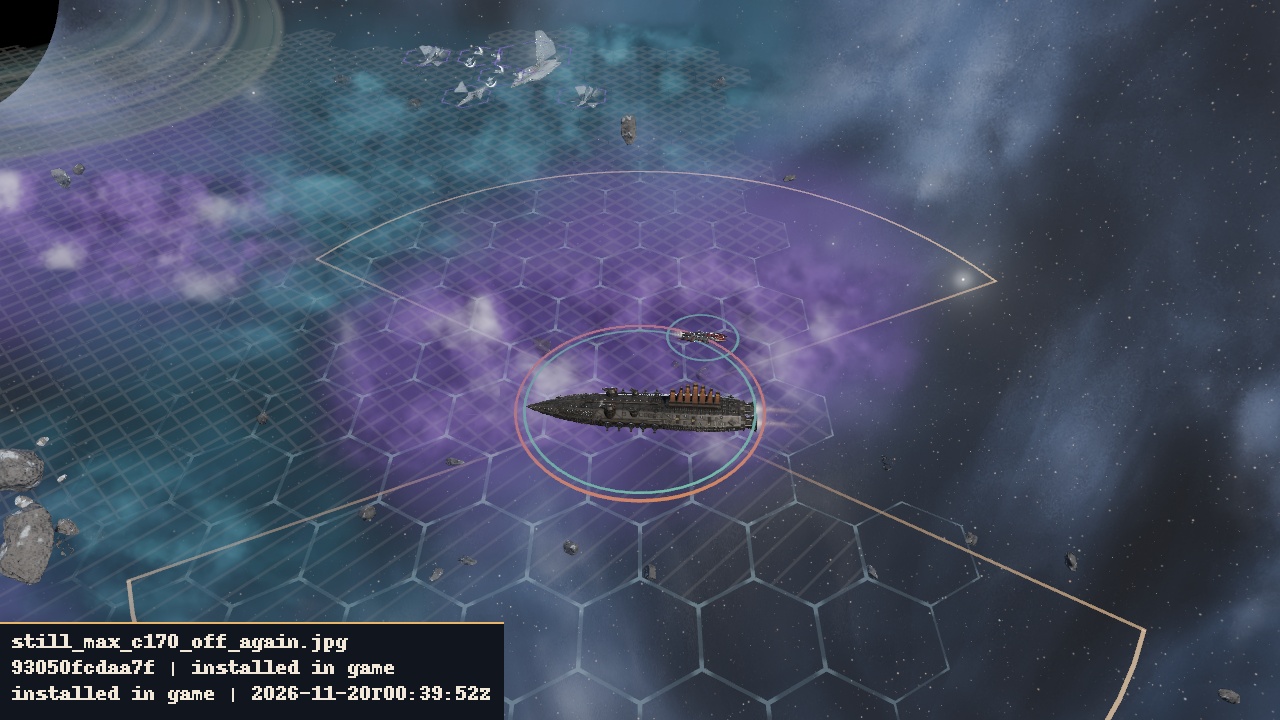 still_max_c170_off_again.jpg
93050fcdaa7f | installed in game
installed in game | 2026-11-20T00:39:52z